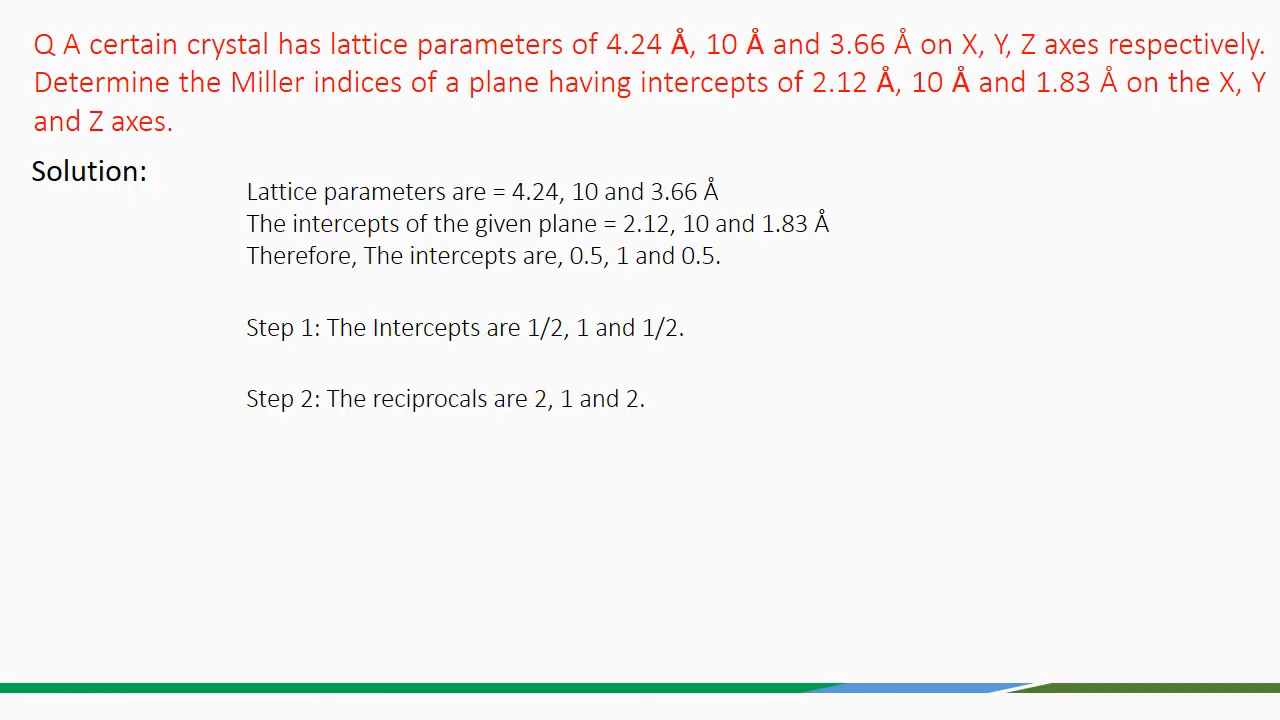 Q A certain crystal has lattice parameters of 4.24 Å, 10 Å and 3.66 Å on X, Y, Z axes respectively.
Determine the Miller indices of a plane having intercepts of 2.12 Å, 10 Å and 1.83 Å on the X, Y
and Z axes.
Solution:
Lattice parameters are = 4.24, 10 and 3.66 Å
The intercepts of the given plane = 2.12, 10 and 1.83 Å
Therefore, The intercepts are, 0.5, 1 and 0.5.
Step 1: The Intercepts are 1/2, 1 and 1/2.
Step 2: The reciprocals are 2, 1 and 2.